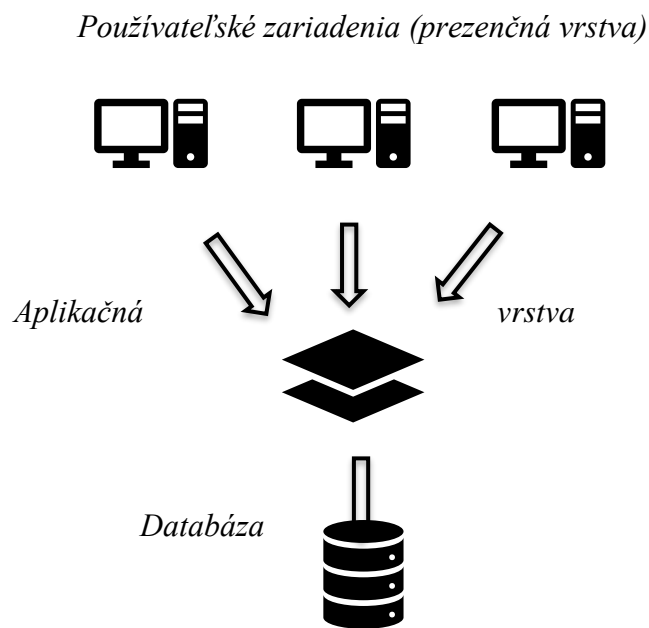 Používateľské zariadenia (prezenčná vrstva)
Aplikačná vrstva
Databáza